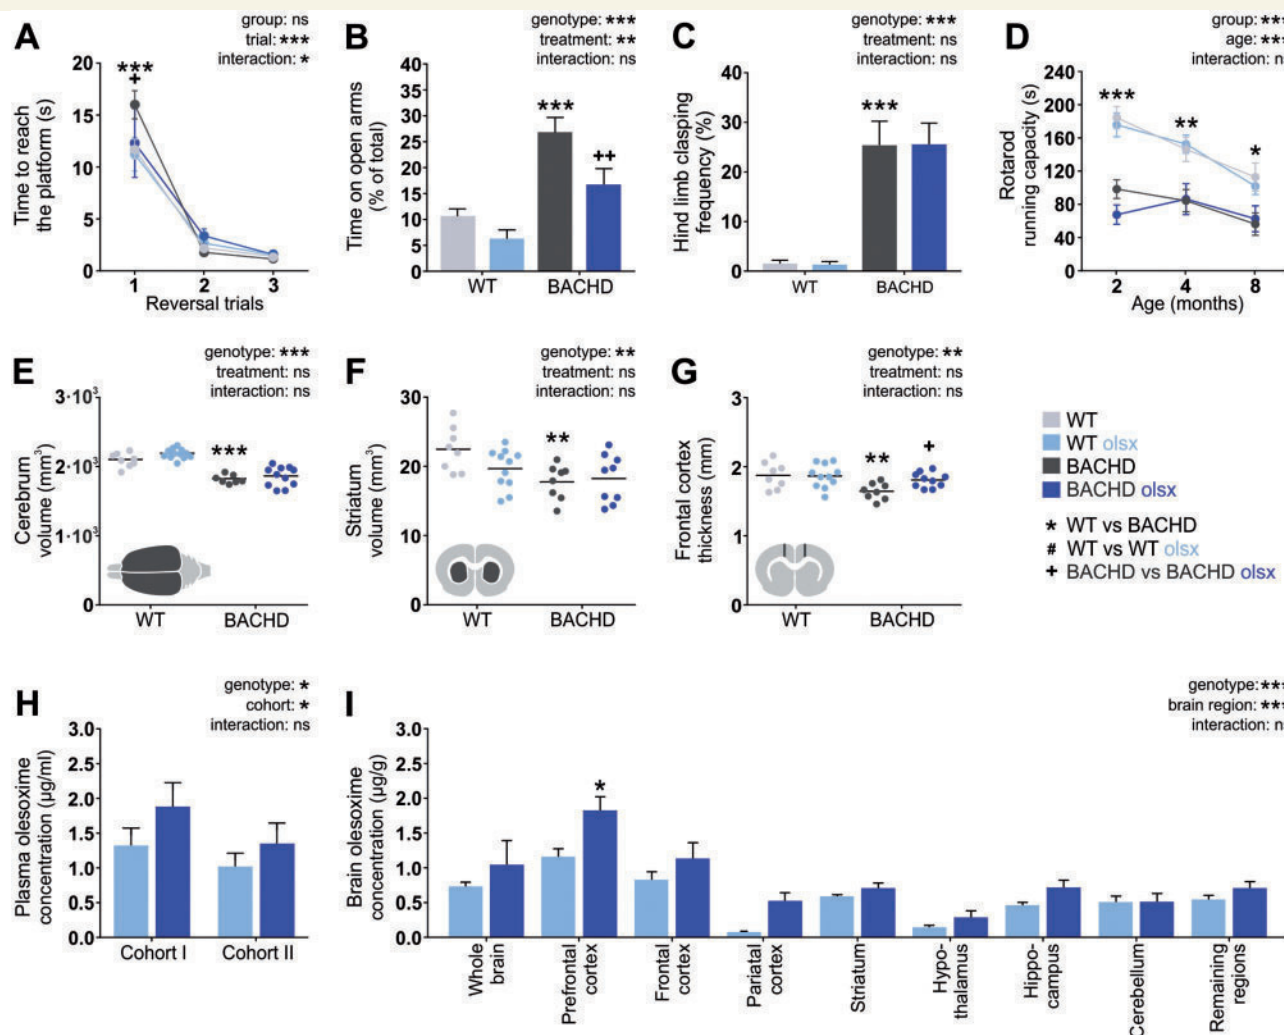 A
group: ns
trial: ***
interaction: *
***
+
Time to reach
the platform (s)
20
15
10
5
0
1 2 3
Reversal trials
B
genotype: ***
treatment: **
interaction: ns
***
++
Time on open arms
(% of total)
40
35
30
25
20
15
10
5
0
WT BACHD
C
genotype: ***
treatment: ns
interaction: ns
***
Hind limb clasping
frequency (%)
40
30
20
10
0
WT BACHD
D
group: ***
age: ***
interaction: ns
***
**
*
Rotarod
running capacity (s)
240
200
160
120
80
40
0
2 4 8
Age (months)
E
genotype: ***
treatment: ns
interaction: ns
***
Cerebrum
volume (mm³)
3·10³
2·10³
1·10³
0
WT BACHD
F
genotype: **
treatment: ns
interaction: ns
**
Striatum
volume (mm³)
30
20
10
0
WT BACHD
G
genotype: **
treatment: ns
interaction: ns
**
+
Frontal cortex
thickness (mm)
3
2
1
0
WT BACHD
WT
WT olsx
BACHD
BACHD olsx
* WT vs BACHD
# WT vs WT olsx
+ BACHD vs BACHD olsx
H
genotype: *
cohort: *
interaction: ns
Plasma olesoxime
concentration (µg/ml)
3.0
2.5
2.0
1.5
1.0
0.5
0.0
Cohort I Cohort II
I
genotype: ***
brain region: ***
interaction: ns
*
Brain olesoxime
concentration (µg/g)
3.0
2.5
2.0
1.5
1.0
0.5
0.0
Whole
brain
Prefrontal
cortex
Frontal
cortex
Pariatal
cortex
Striatum
Hypo-
thalamus
Hippo-
campus
Cerebellum
Remaining
regions